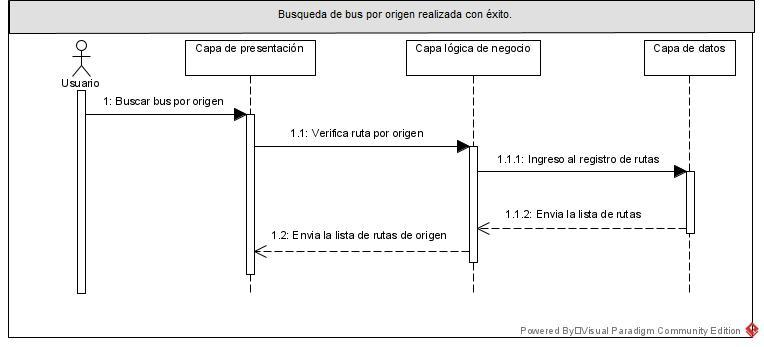 Busqueda de bus por origen realizada con éxito.
Capa de presentación
Capa lógica de negocio
Capa de datos
Usuario
1: Buscar bus por origen
1.1: Verifica ruta por origen
1.1.1: Ingreso al registro de rutas
1.1.2: Envia la lista de rutas
1.2: Envia la lista de rutas de origen
Powered By□Visual Paradigm Community Edition